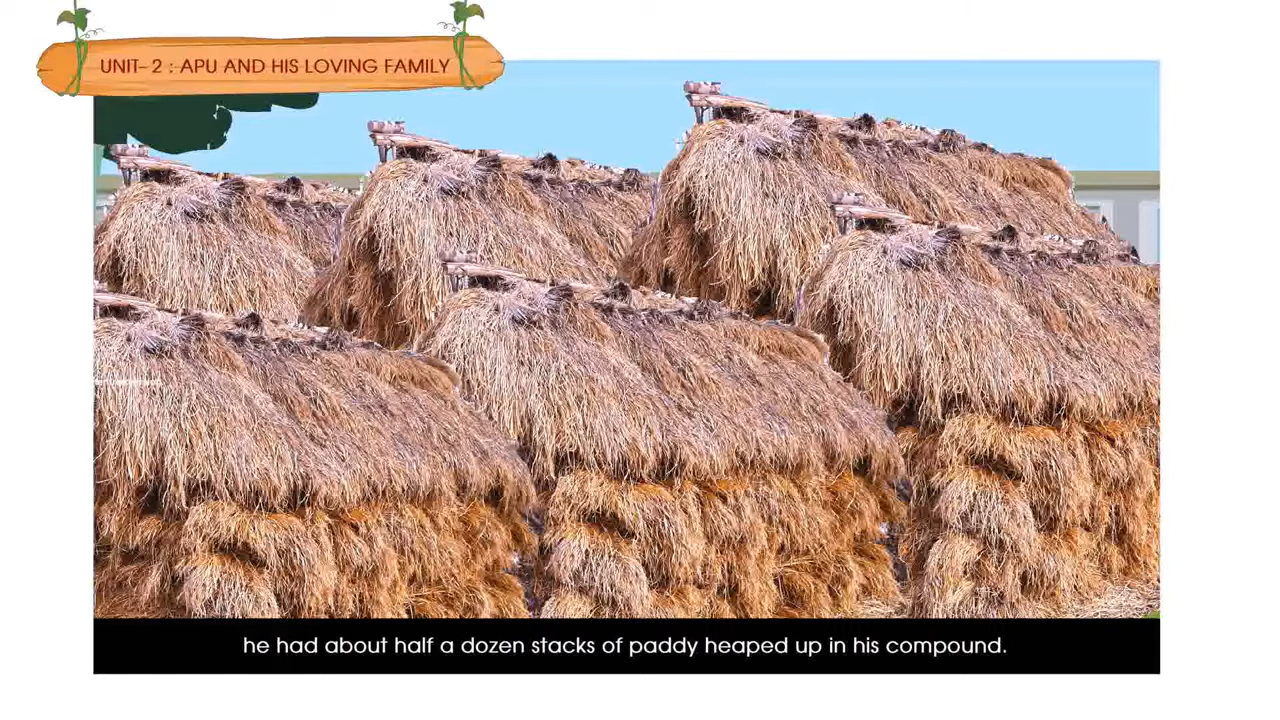 UNIT– 2 : APU AND HIS LOVING FAMILY
he had about half a dozen stacks of paddy heaped up in his compound.